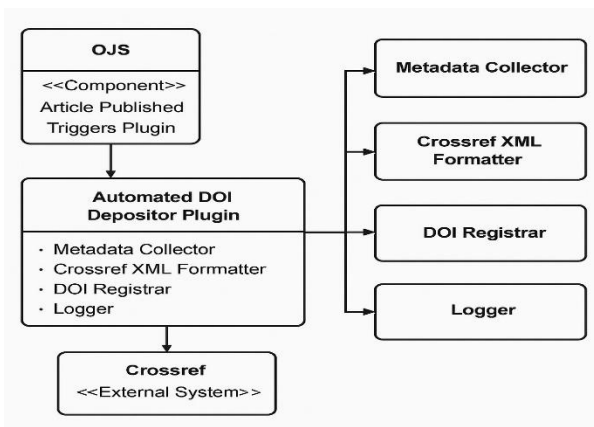 OJS
<<Component>>
Article Published
Triggers Plugin
Automated DOI
Depositor Plugin
· Metadata Collector
· Crossref XML Formmatter
· DOI Registrar
· Logger
Crossref
<<External System>>
Metadata Collector
Crossref XML
Formatter
DOI Registrar
Logger